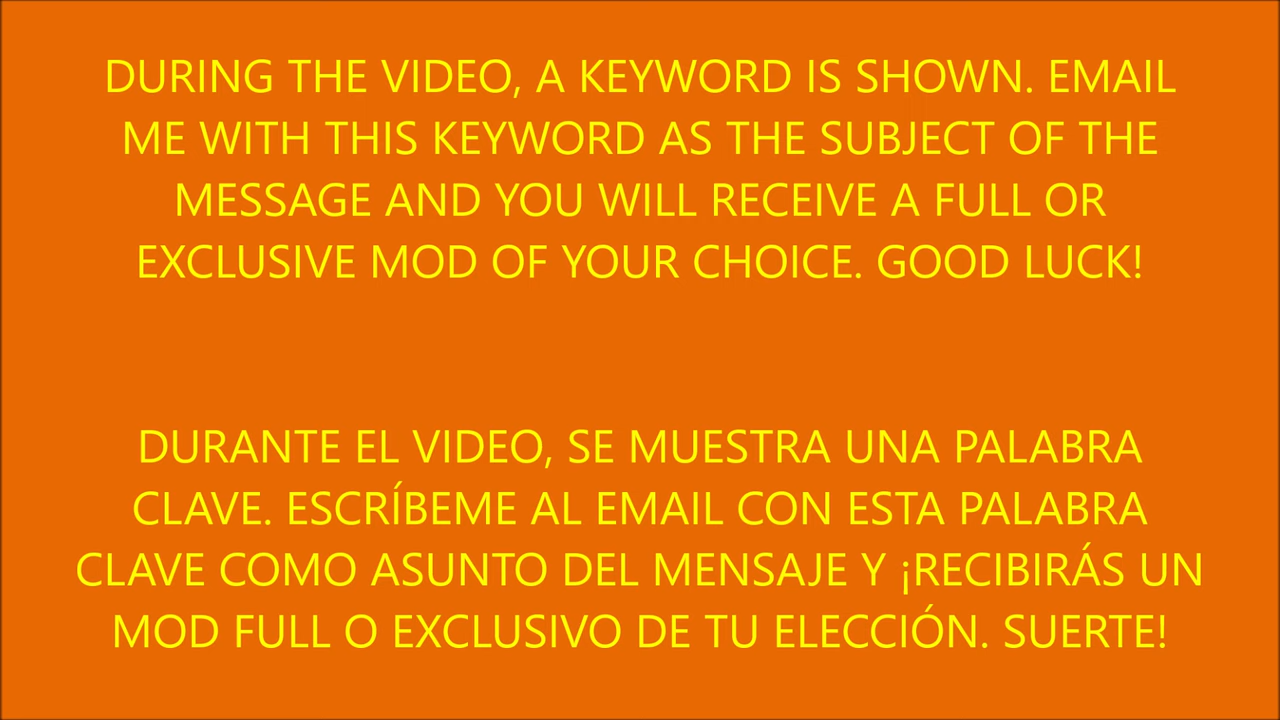 DURING THE VIDEO, A KEYWORD IS SHOWN. EMAIL
ME WITH THIS KEYWORD AS THE SUBJECT OF THE
MESSAGE AND YOU WILL RECEIVE A FULL OR
EXCLUSIVE MOD OF YOUR CHOICE. GOOD LUCK!
DURANTE EL VIDEO, SE MUESTRA UNA PALABRA
CLAVE. ESCRÍBEME AL EMAIL CON ESTA PALABRA
CLAVE COMO ASUNTO DEL MENSAJE Y ¡RECIBIRÁS UN
MOD FULL O EXCLUSIVO DE TU ELECCIÓN. SUERTE!